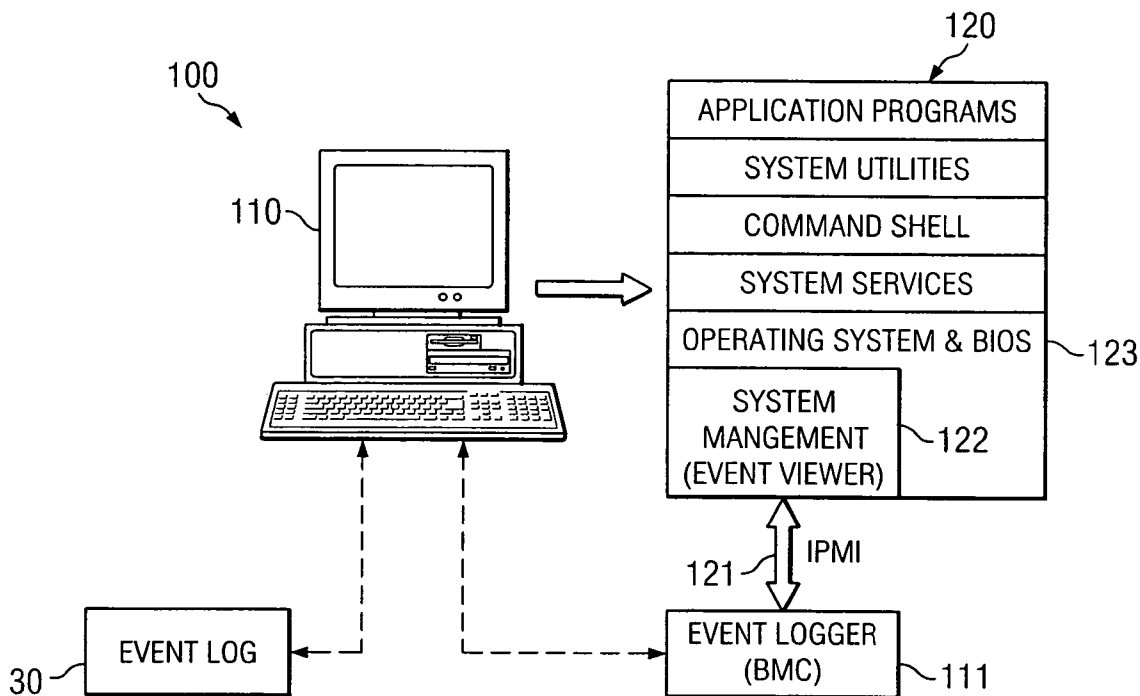 120
100
APPLICATION PROGRAMS
SYSTEM UTILITIES
110
COMMAND SHELL
SYSTEM SERVICES
OPERATING SYSTEM & BIOS
123
SYSTEM
MANGEMENT
(EVENT VIEWER)
122
121
IPMI
EVENT LOG
30
EVENT LOGGER
(BMC)
111